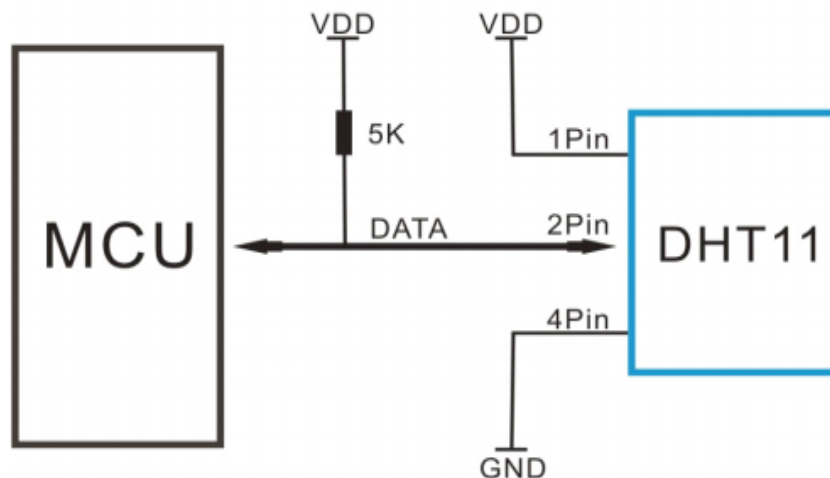 VDD
VDD
5K
1Pin
MCU
DATA
2Pin
DHT11
4Pin
GND